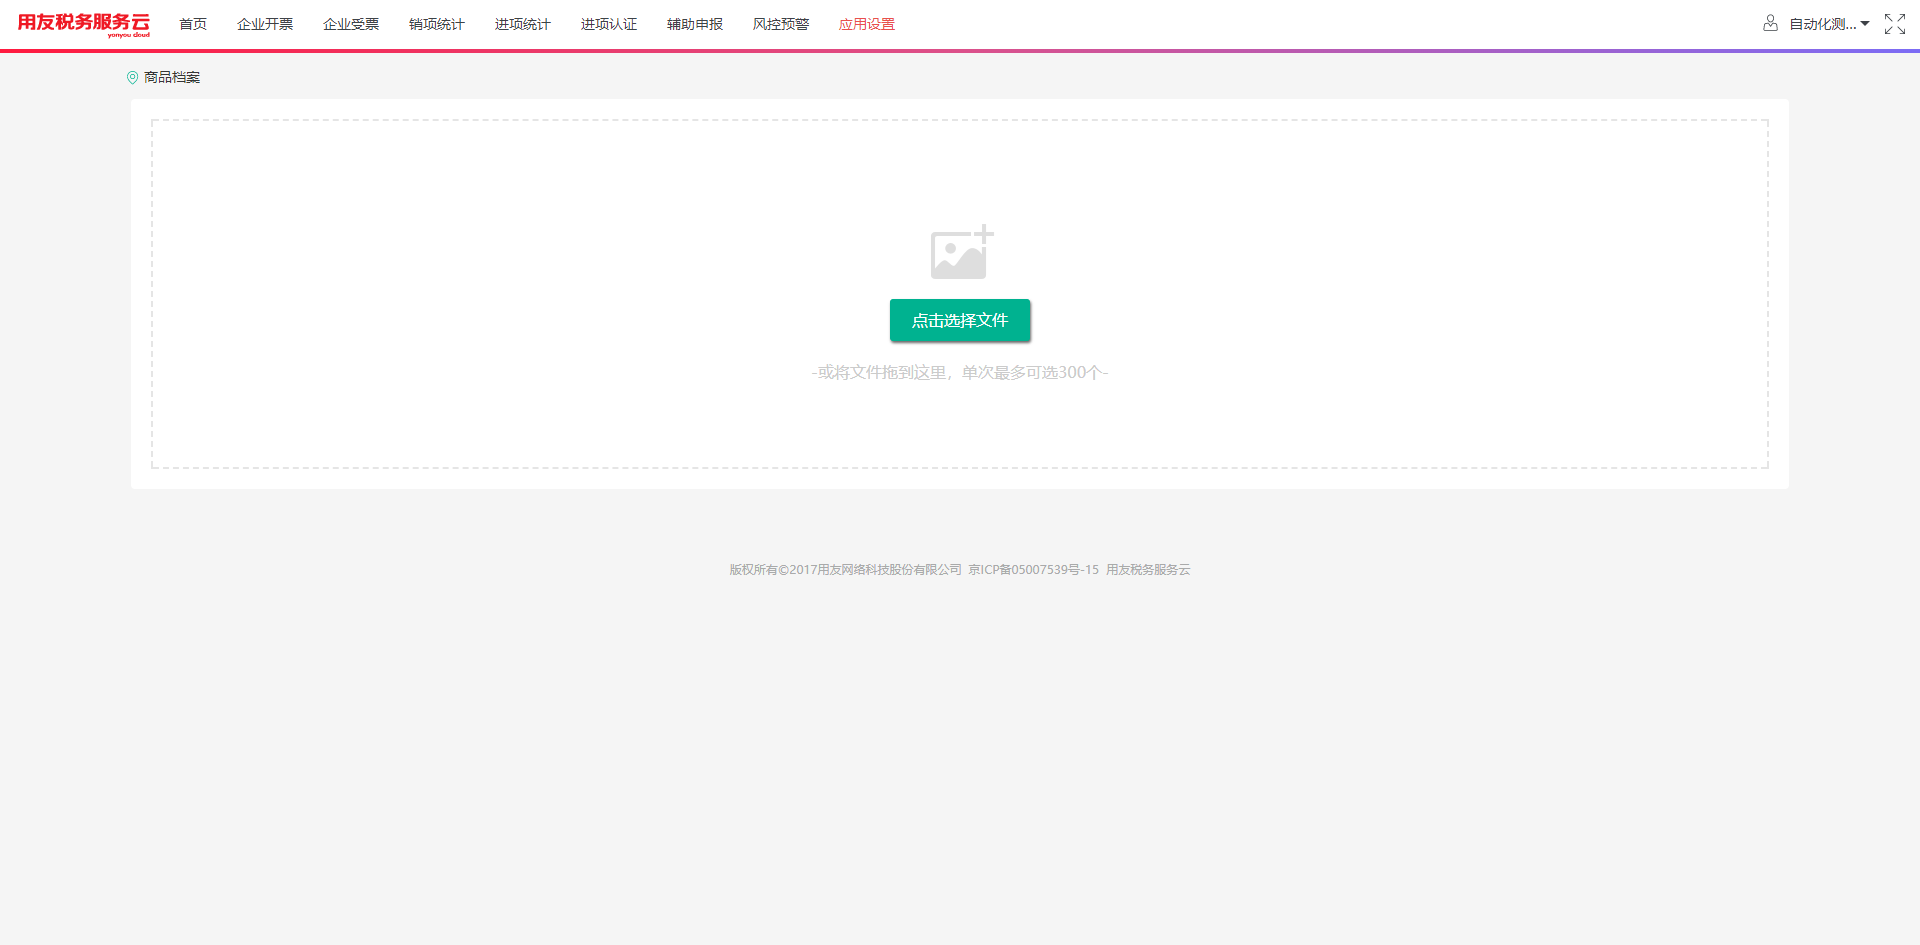 用友税务服务云 首页 企业开票 企业受票 销项统计 进项统计 进项认证 辅助申报 风控预警 应用设置 自动化测...
yonyou cloud
商品档案
点击选择文件
-或将文件拖到这里，单次最多可选300个-
版权所有©2017用友网络科技股份有限公司 京ICP备05007539号-15 用友税务服务云